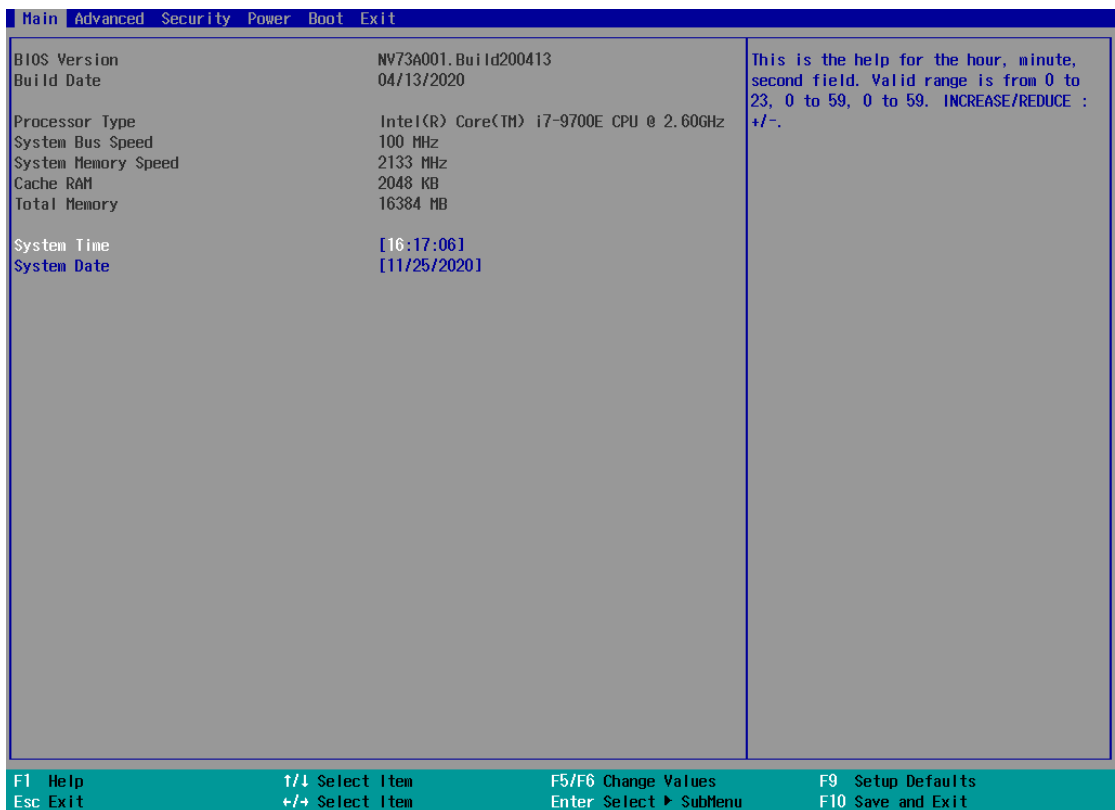 Main Advanced Security Power Boot Exit
BIOS Version NV73A001.Build200413
Build Date 04/13/2020
Processor Type Intel(R) Core(TM) i7-9700E CPU @ 2.60GHz
System Bus Speed 100 MHz
System Memory Speed 2133 MHz
Cache RAM 2048 KB
Total Memory 16384 MB
System Time [16:17:06]
System Date [11/25/2020]
This is the help for the hour, minute,
second field. Valid range is from 0 to
23, 0 to 59, 0 to 59. INCREASE/REDUCE :
+/-.
F1 Help ↑/↓ Select Item F5/F6 Change Values F9 Setup Defaults
Esc Exit ←/→ Select Item Enter Select ▶ SubMenu F10 Save and Exit